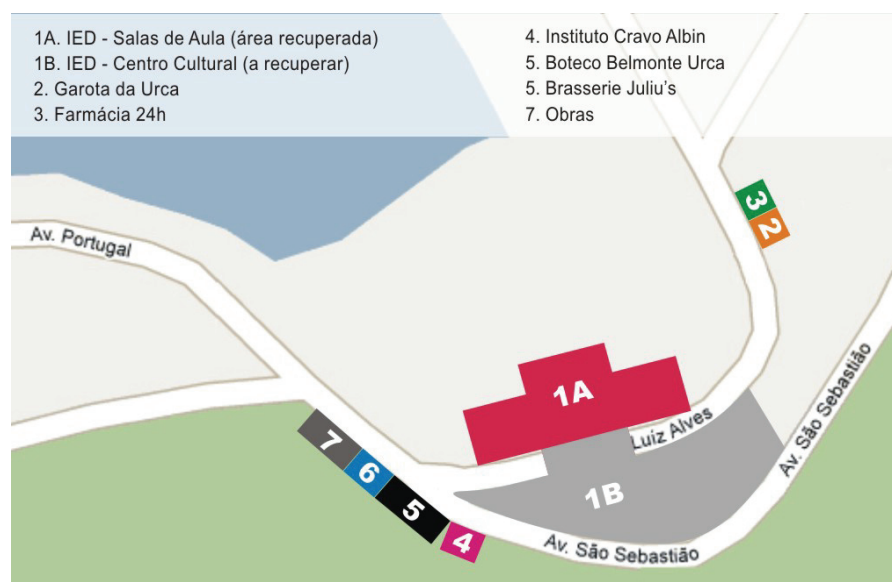 1A. IED - Salas de Aula (área recuperada)
1B. IED - Centro Cultural (a recuperar)
2. Garota da Urca
3. Farmácia 24h
4. Instituto Cravo Albin
5. Boteco Belmonte Urca
5. Brasserie Juliu's
7. Obras
3
2
Av. Portugal
1A
Luíz Alves
Av. São Sebastião
7
6
5
4
1B
Av. São Sebastião